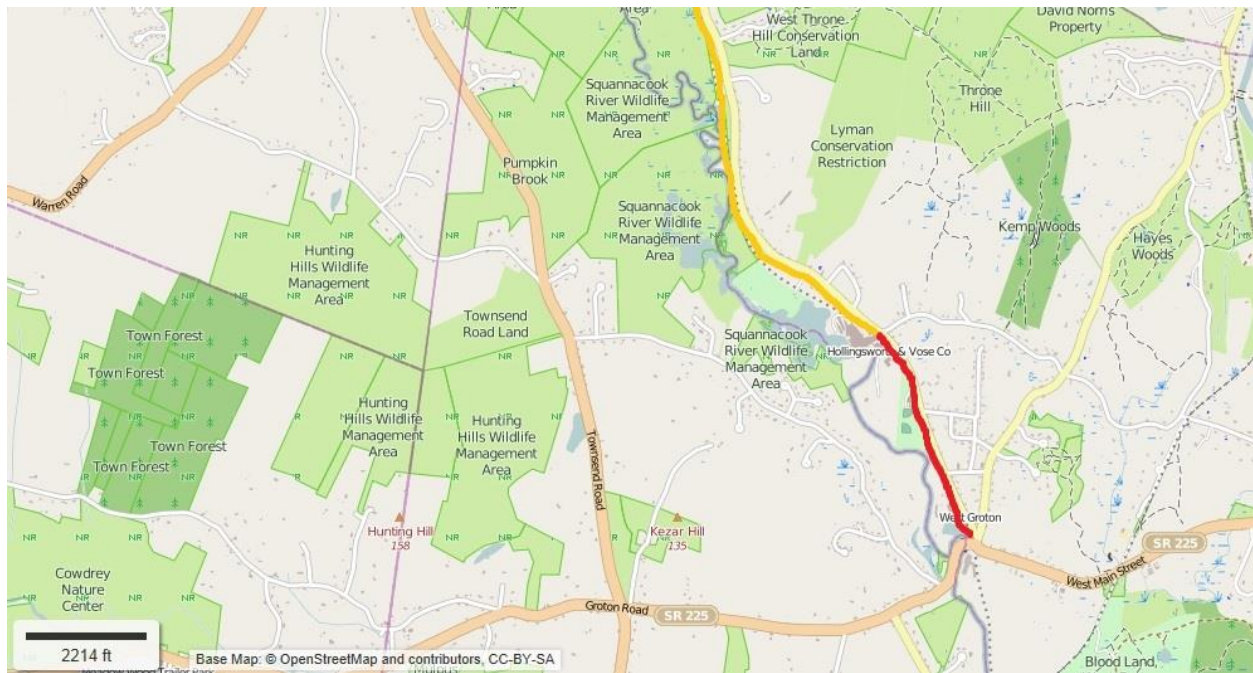 Area
Area
West Throne
Hill Conservation
Land
David Norris
Property
Squannacook
River Wildlife
Management
Area
Throne
Hill
Lyman
Conservation
Restriction
NR
Pumpkin
Brook
Warren Road
Squannacook
River Wildlife
Management
Area
Kemp Woods
Hayes
Woods
Hunting
Hills Wildlife
Management
Area
Townsend
Road Land
Town Forest
Squannacook
River Wildlife
Management
Area
Hollingsworth & Vose Co
Town Forest
Hunting
Hills Wildlife
Management
Area
Hunting
Hills Wildlife
Management
Area
Town Forest
Town Forest
Townsend Road
West Groton
Hunting Hill
158
Kezar Hill
135
SR 225
West Main Street
Cowdrey
Nature
Center
Groton Road
SR 225
2214 ft
Base Map: © OpenStreetMap and contributors, CC-BY-SA
Blood Land,